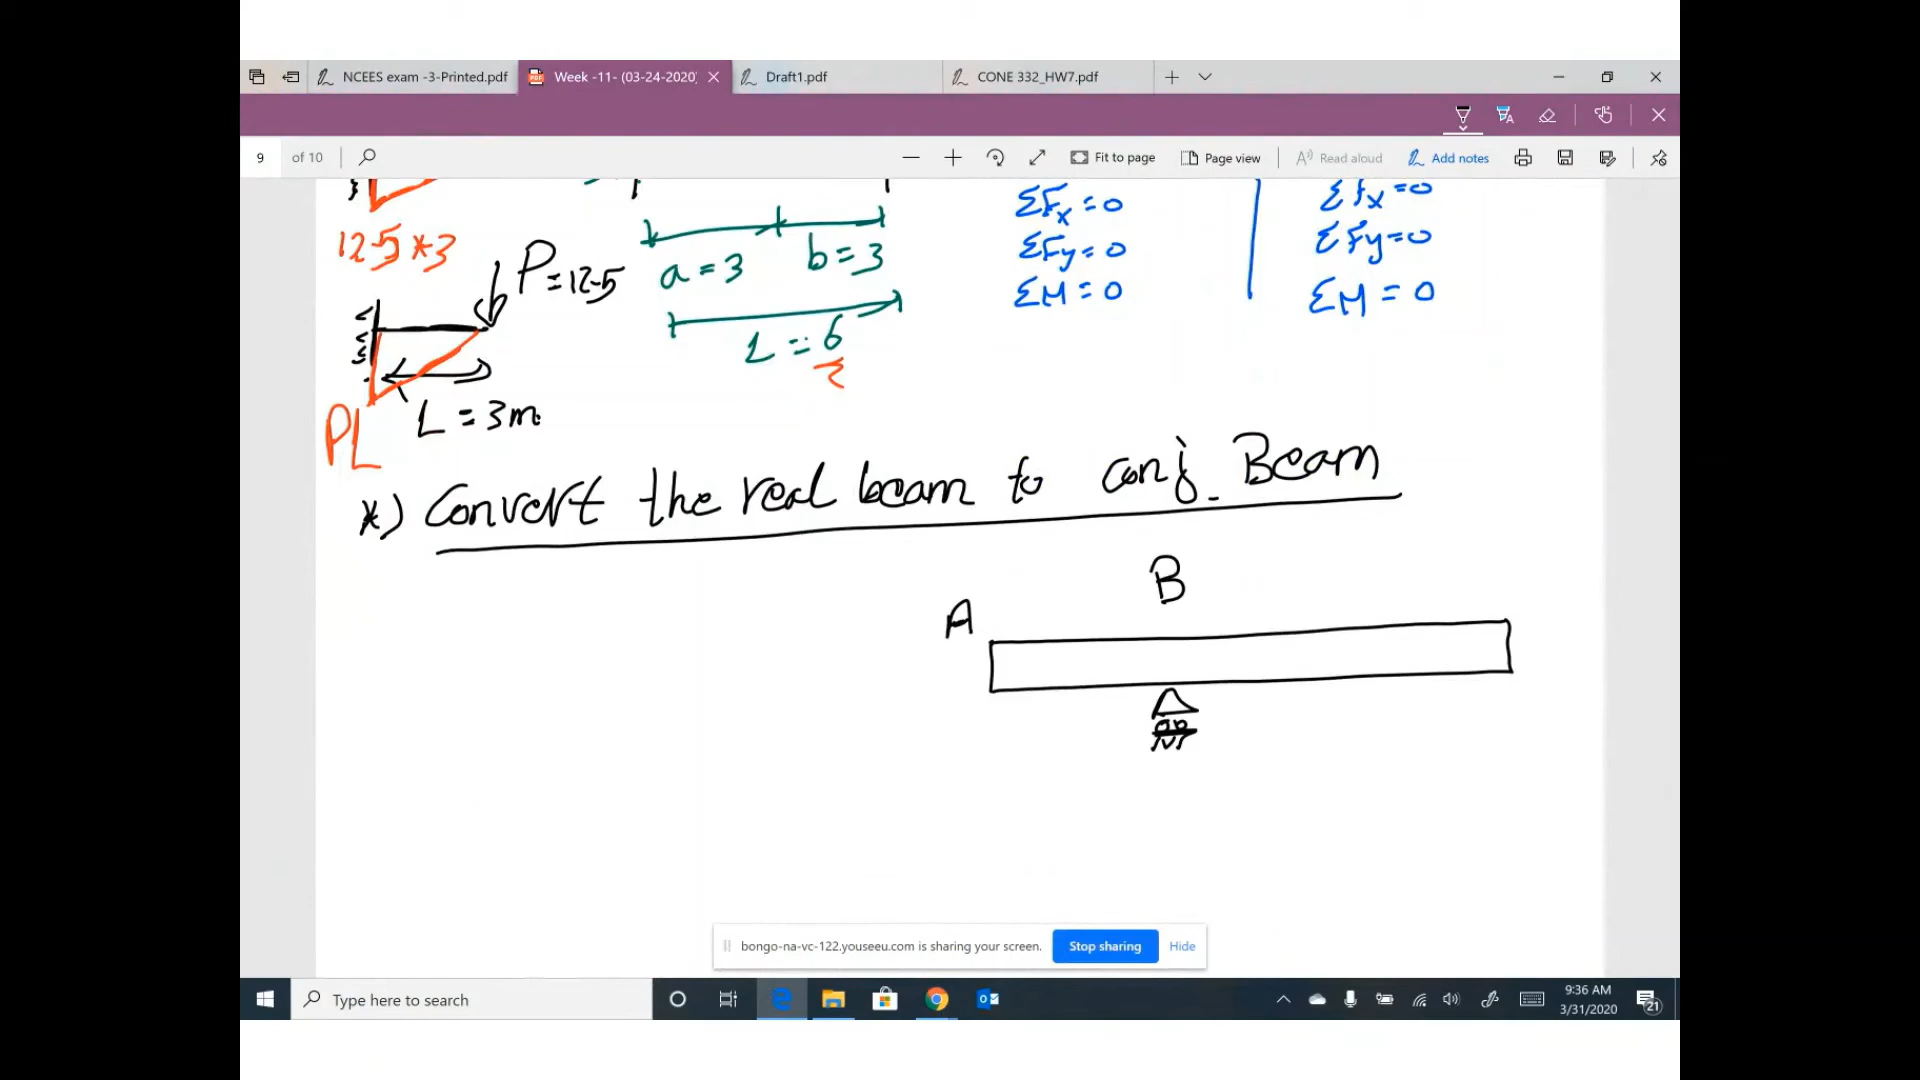 NCEES exam -3-Printed.pdf
Week -11- (03-24-2020)
Draft1.pdf
CONE 332_HW7.pdf
9 of 10
Fit to page
Page view
Read aloud
Add notes
ΣFx=0
ΣFx=0
12.5*3
P=12.5
a=3
b=3
ΣFy=0
ΣFy=0
ΣM=0
ΣM=0
L=6
PL
L=3m
*) Convert the real beam to conj. Beam
B
A
bongo-na-vc-122.youseeu.com is sharing your screen.
Stop sharing
Hide
Type here to search
9:36 AM
3/31/2020
21